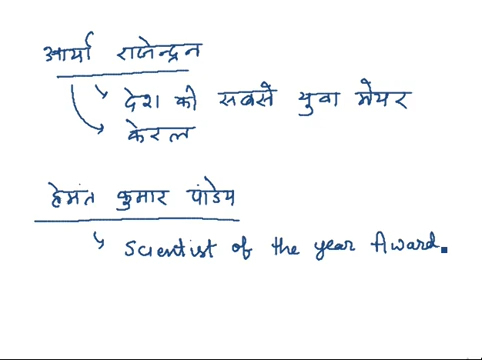 आर्या राजेन्द्रन
देश की सबसे युवा मेयर
केरल
हेमंत कुमार पांडेय
Scientist of the year Award.